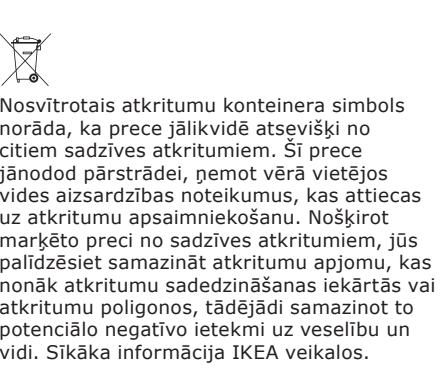 Nosvītrotais atkritumu konteinera simbols
norāda, ka prece jālikvidē atsevišķi no
citiem sadzīves atkritumiem. Šī prece
jānodod pārstrādei, ņemot vērā vietējos
vides aizsardzības noteikumus, kas attiecas
uz atkritumu apsaimniekošanu. Nošķirot
marķēto preci no sadzīves atkritumiem, jūs
palīdzēsiet samazināt atkritumu apjomu, kas
nonāk atkritumu sadedzināšanas iekārtās vai
atkritumu poligonos, tādējādi samazinot to
potenciālo negatīvo ietekmi uz veselību un
vidi. Sīkāka informācija IKEA veikalos.